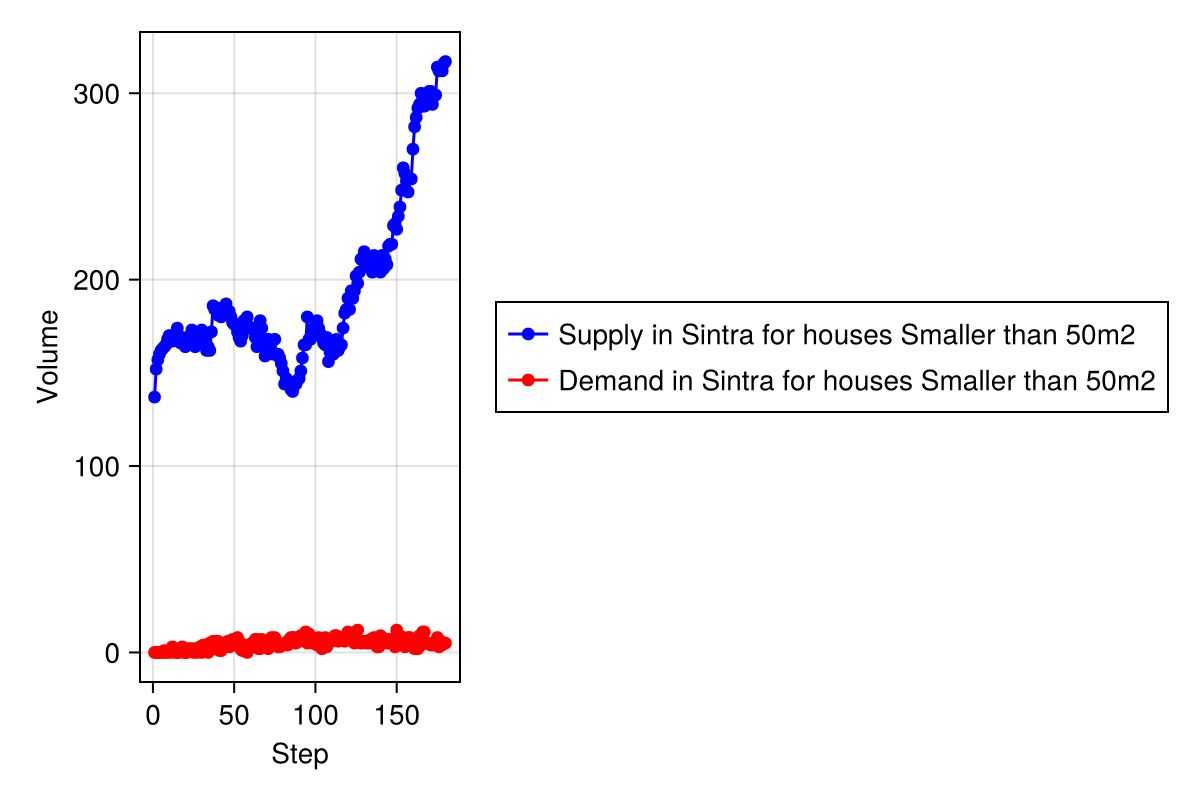 300
200
100
0
Volume
0 50 100 150
Step
Supply in Sintra for houses Smaller than 50m2
Demand in Sintra for houses Smaller than 50m2